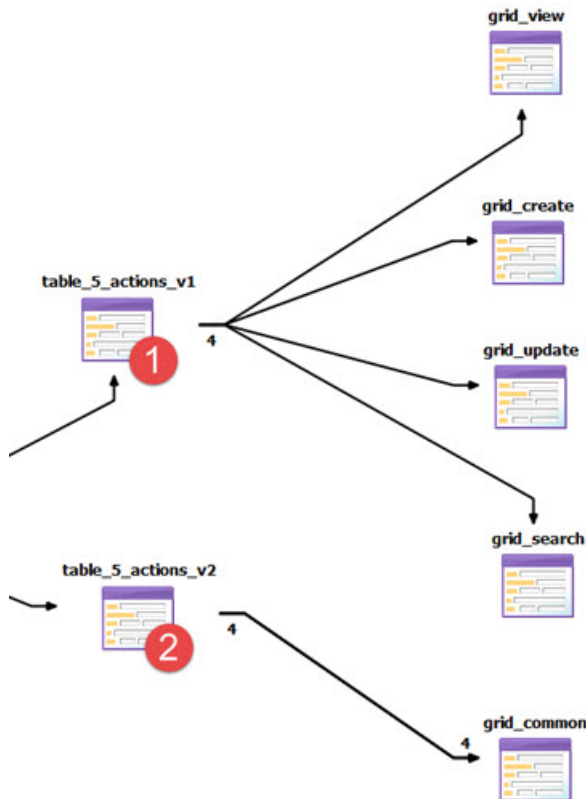 grid_view
grid_create
table_5_actions_v1
1
4
grid_update
grid_search
table_5_actions_v2
2
4
grid_common
4